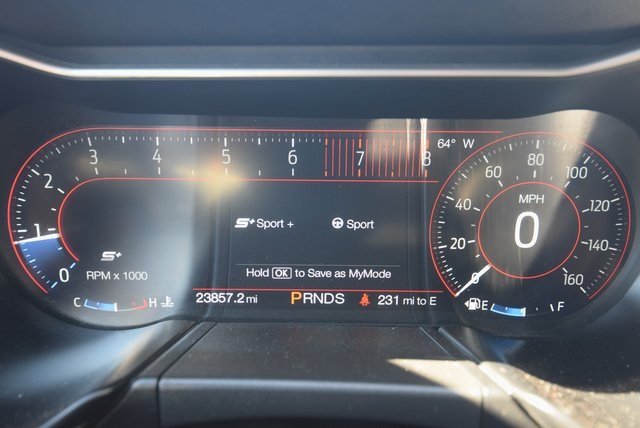 3 4 5 6 7 8
2
1
0
S+
RPM x 1000
C H
64° W
S+ Sport + Sport
Hold OK to Save as MyMode
23857.2 mi PRNDS 231 mi to E
0 20 40 60 80 100 120 140 160
MPH
0
E F